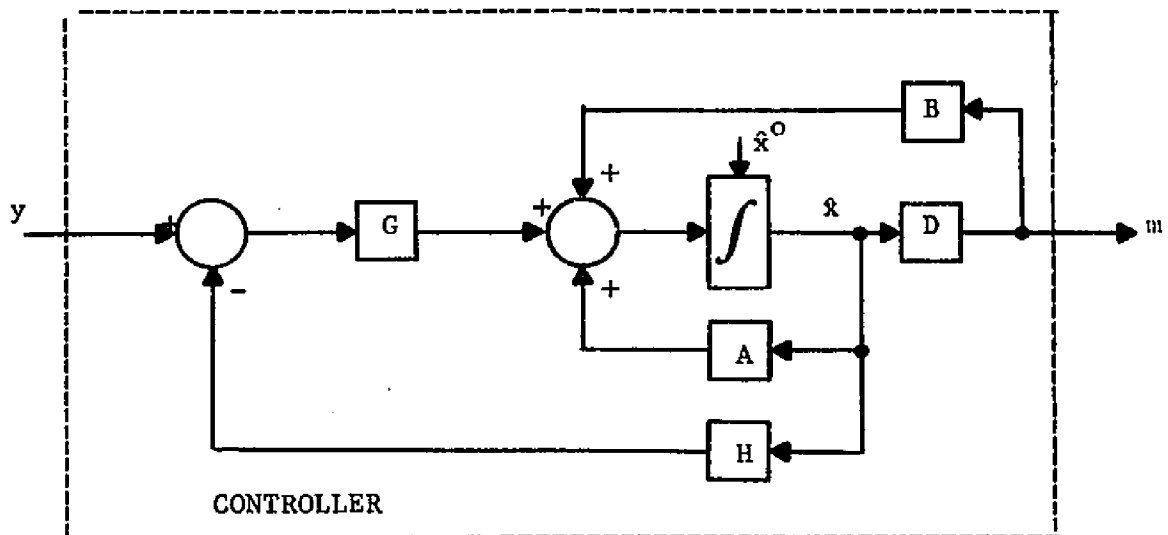 B
x̂°
+
y
+
+
G
∫
x̂
D
m
−
+
A
H
CONTROLLER